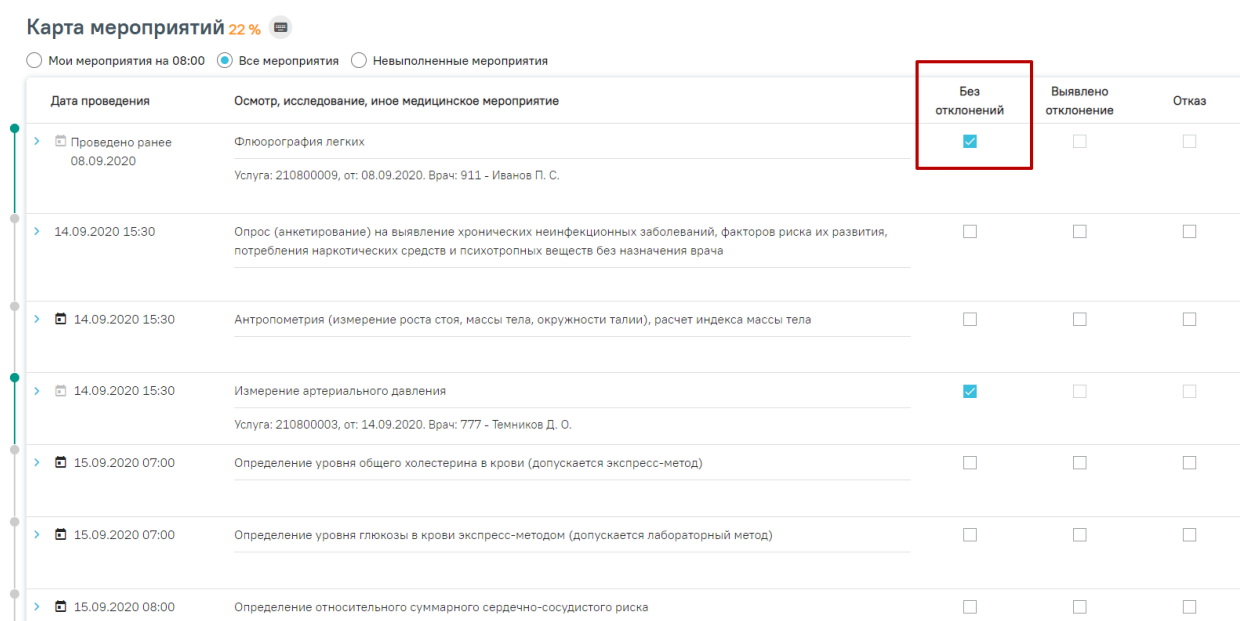 Карта мероприятий 22 %
Мои мероприятия на 08:00 Все мероприятия Невыполненные мероприятия
Дата проведения Осмотр, исследование, иное медицинское мероприятие Без отклонений Выявлено отклонение Отказ
Проведено ранее Флюорография легких
08.09.2020
Услуга: 210800009, от: 08.09.2020. Врач: 911 - Иванов П. С.
14.09.2020 15:30 Опрос (анкетирование) на выявление хронических неинфекционных заболеваний, факторов риска их развития,
потребления наркотических средств и психотропных веществ без назначения врача
14.09.2020 15:30 Антропометрия (измерение роста стоя, массы тела, окружности талии), расчет индекса массы тела
14.09.2020 15:30 Измерение артериального давления
Услуга: 210800003, от: 14.09.2020. Врач: 777 - Темников Д. О.
15.09.2020 07:00 Определение уровня общего холестерина в крови (допускается экспресс-метод)
15.09.2020 07:00 Определение уровня глюкозы в крови экспресс-методом (допускается лабораторный метод)
15.09.2020 08:00 Определение относительного суммарного сердечно-сосудистого риска